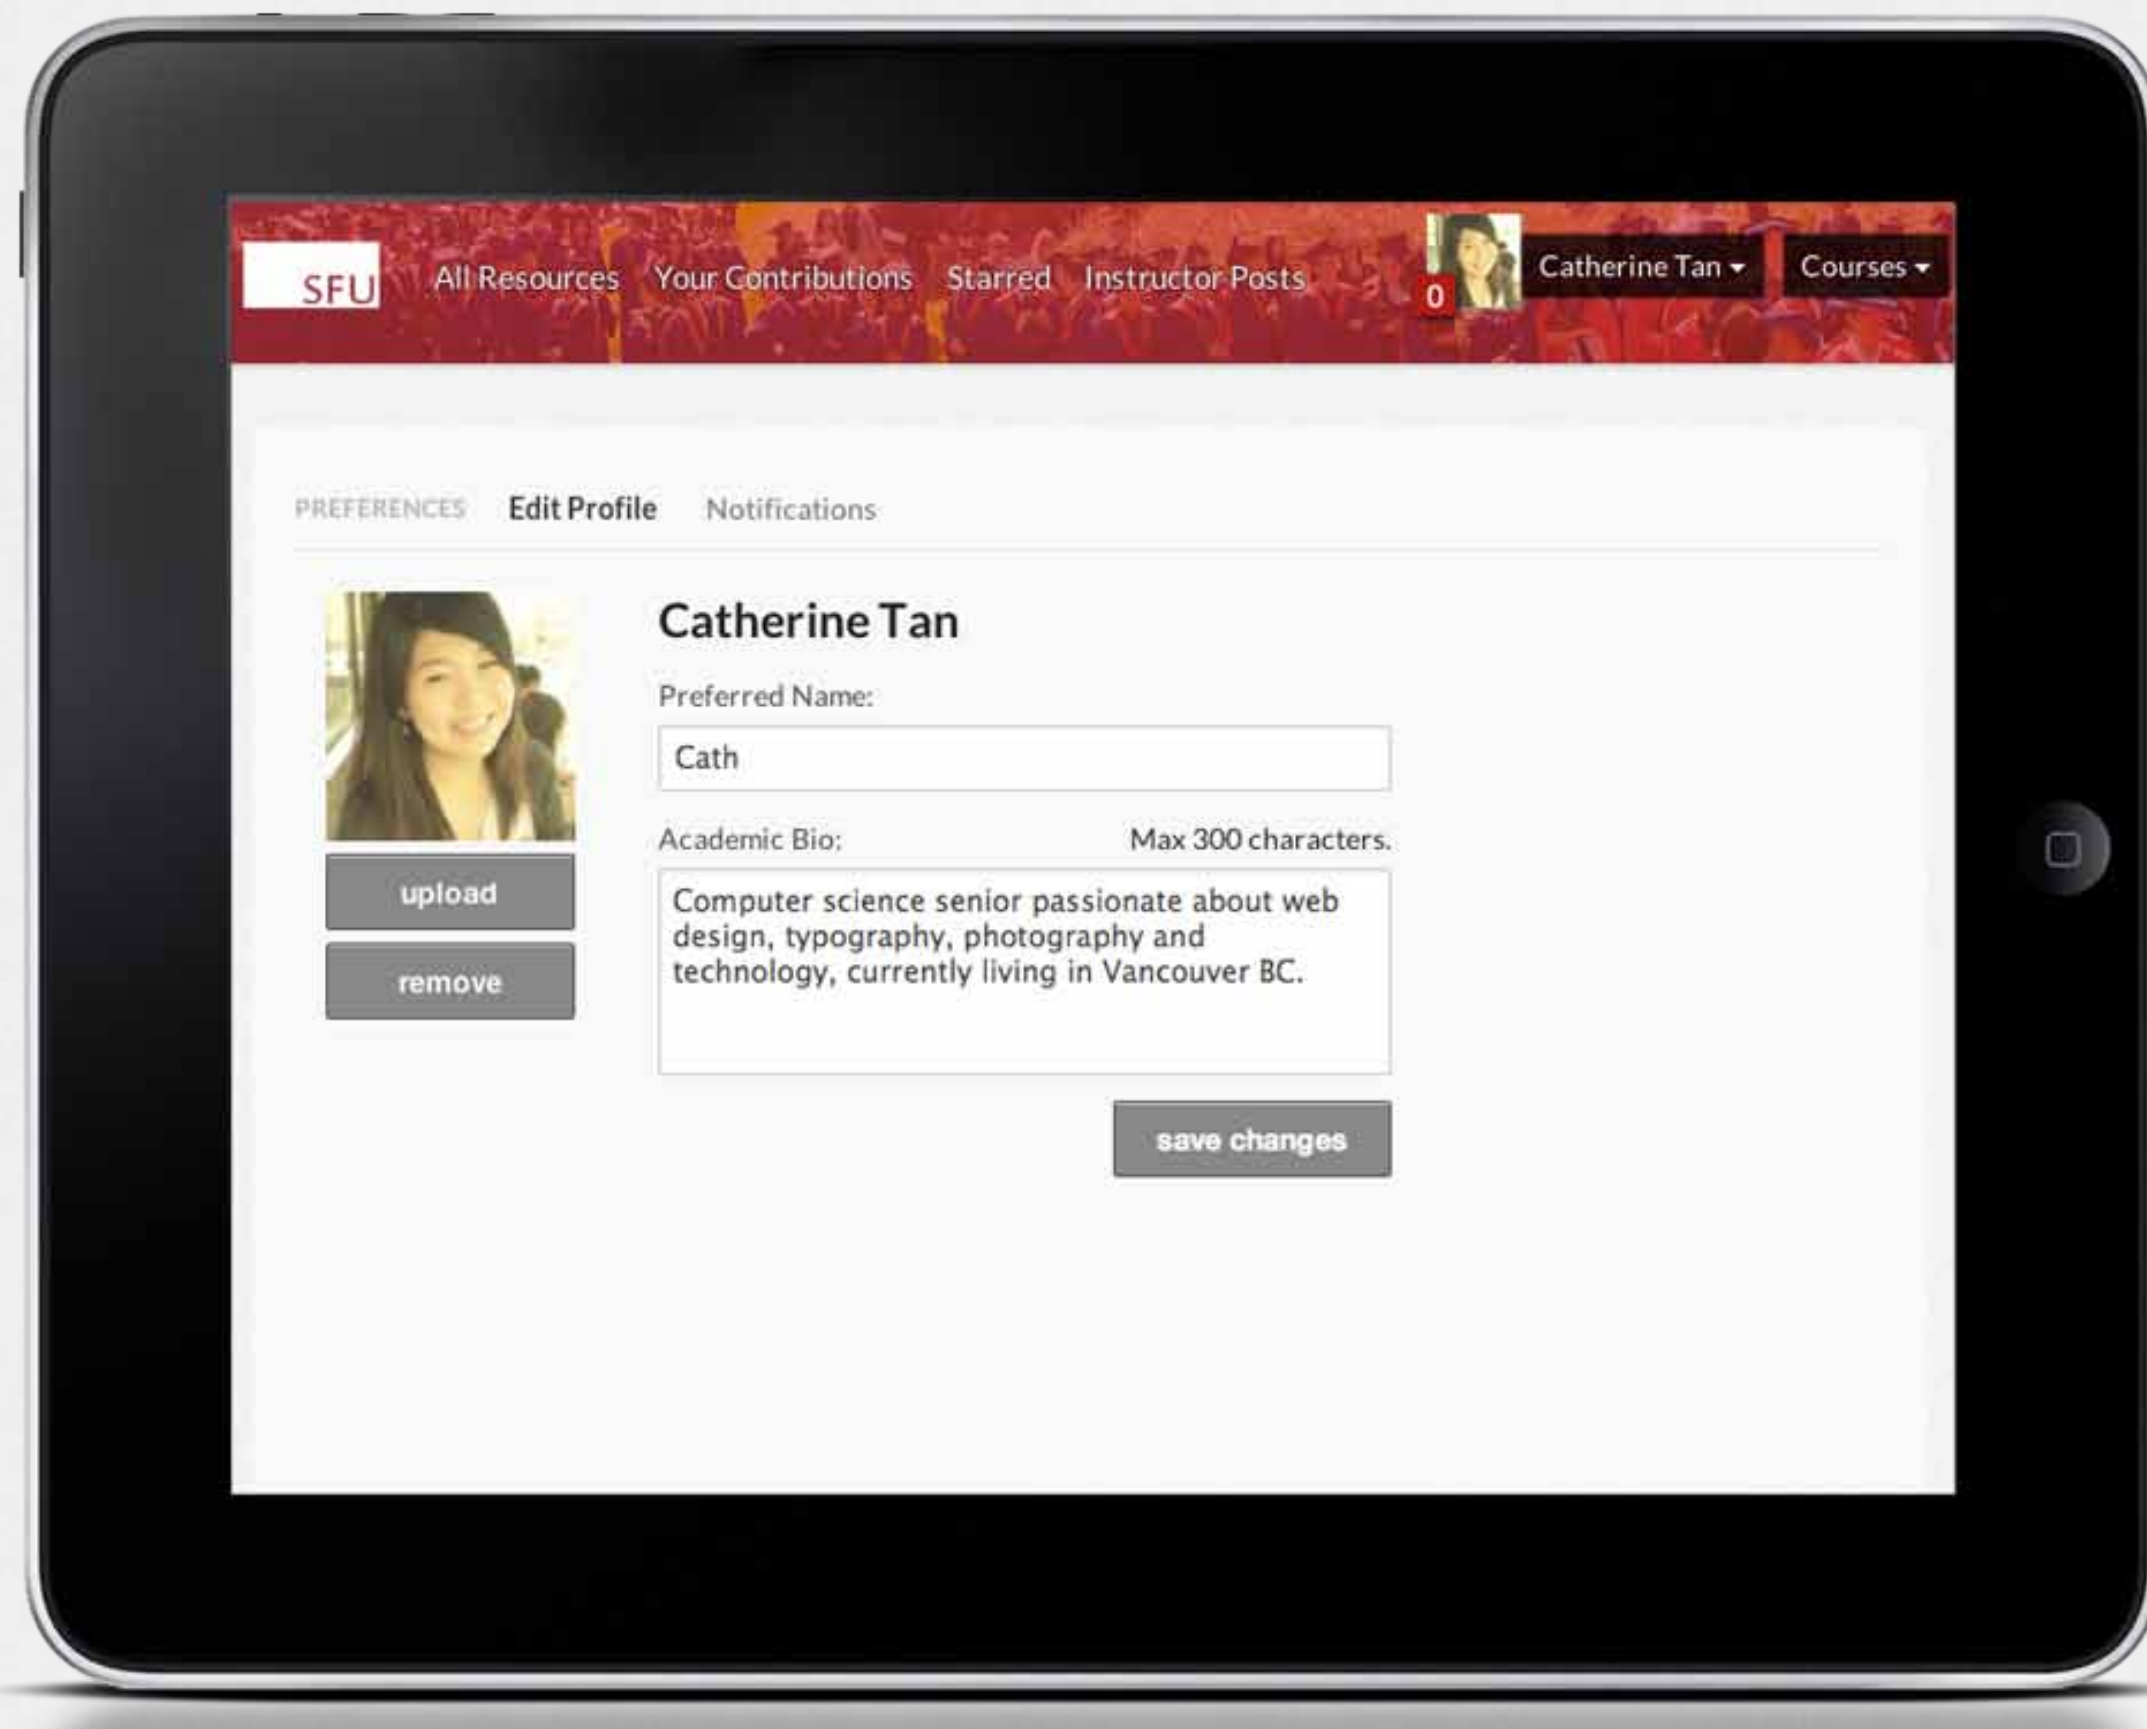 SFU
All Resources Your Contributions Starred Instructor Posts
0
Catherine Tan
Courses
PREFERENCES Edit Profile Notifications
Catherine Tan
Preferred Name:
Cath
Academic Bio: Max 300 characters.
Computer science senior passionate about web
design, typography, photography and
technology, currently living in Vancouver BC.
upload
remove
save changes